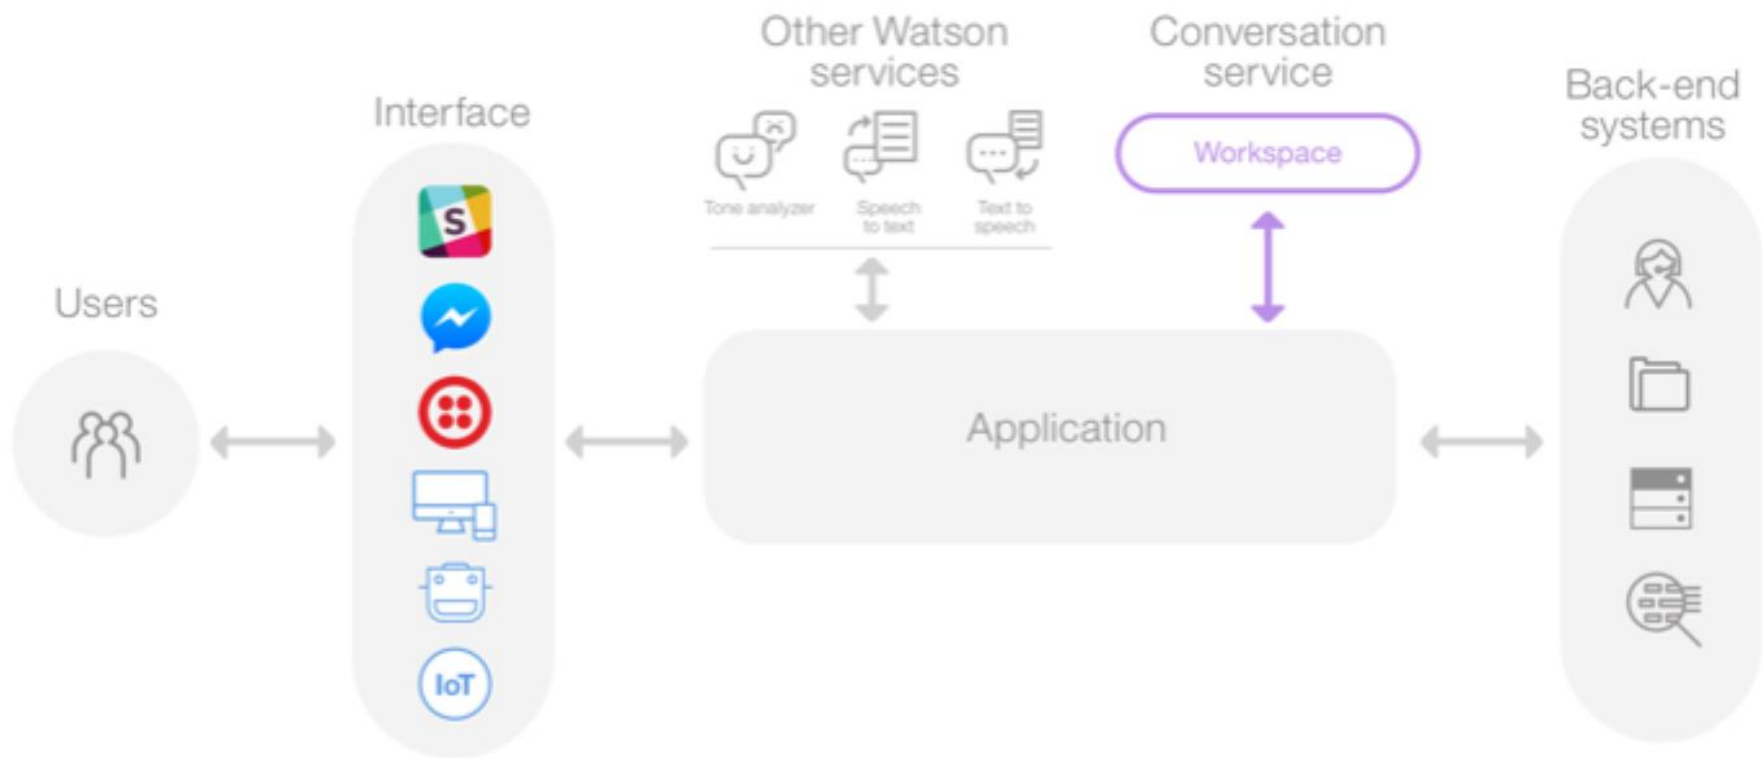 Users
Interface
S
IoT
Other Watson
services
Tone analyzer
Speech
to text
Text to
speech
Conversation
service
Workspace
Application
Back-end
systems